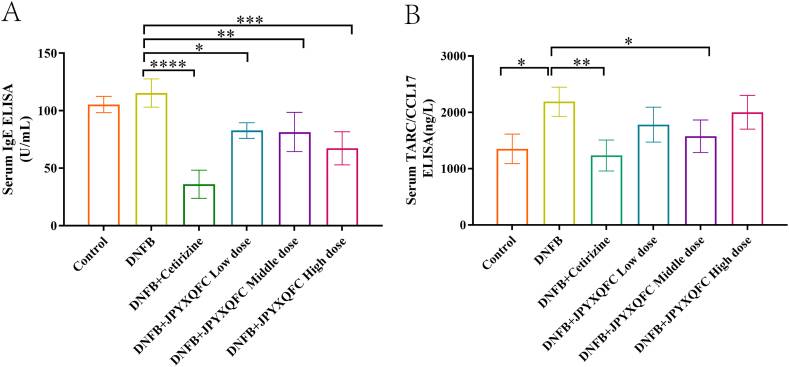 A
****
*
**
***
Serum IgE ELISA
(U/mL)
150
100
50
0
Control
DNFB
DNFB+Cetirizine
DNFB+JPYXQFC Low dose
DNFB+JPYXQFC Middle dose
DNFB+JPYXQFC High dose
B
*
**
*
Serum TARC/CCL17
ELISA(ng/L)
3000
2000
1000
0
Control
DNFB
DNFB+Cetirizine
DNFB+JPYXQFC Low dose
DNFB+JPYXQFC Middle dose
DNFB+JPYXQFC High dose